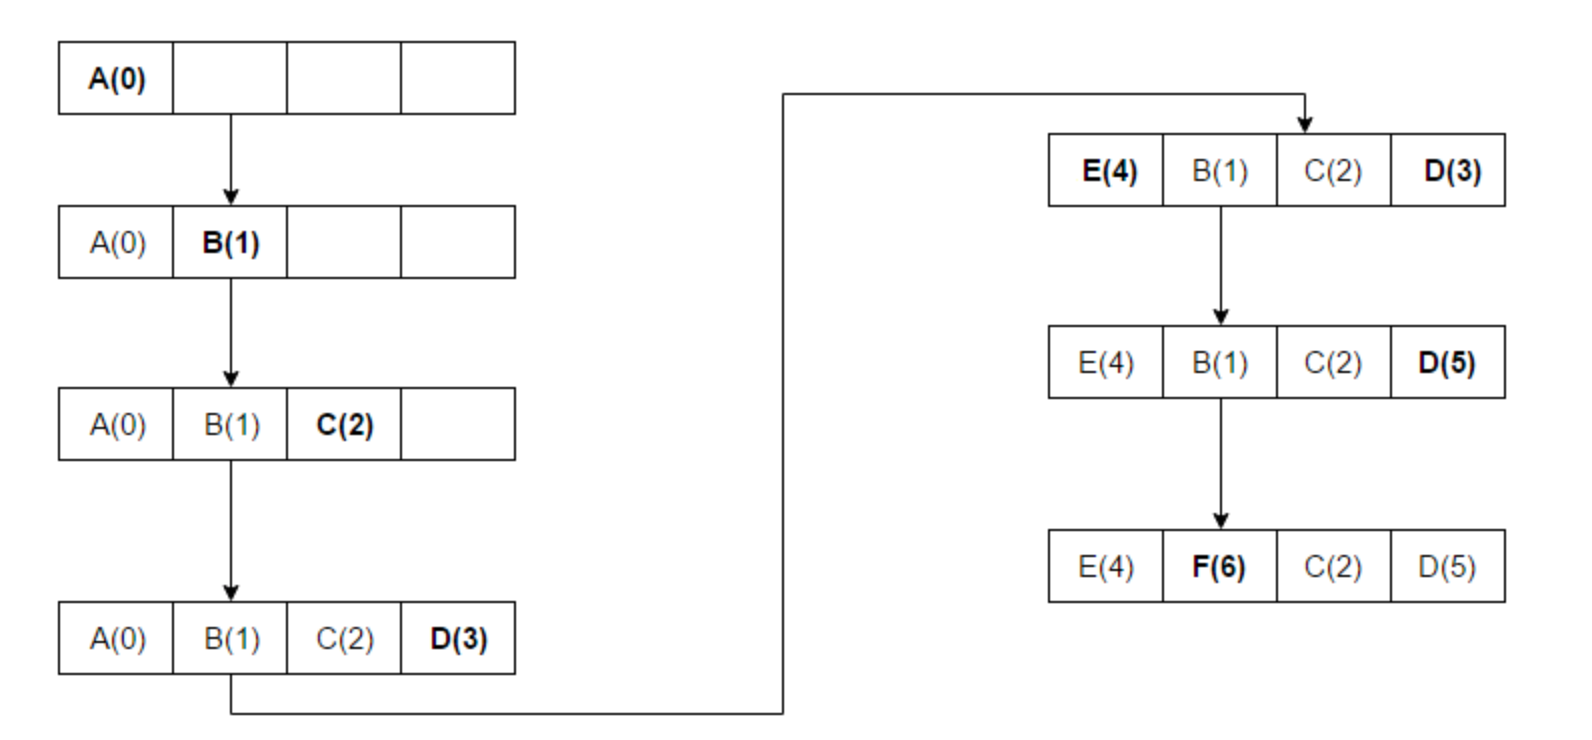 A(0)
A(0) B(1)
A(0) B(1) C(2)
A(0) B(1) C(2) D(3)
E(4) B(1) C(2) D(3)
E(4) B(1) C(2) D(5)
E(4) F(6) C(2) D(5)